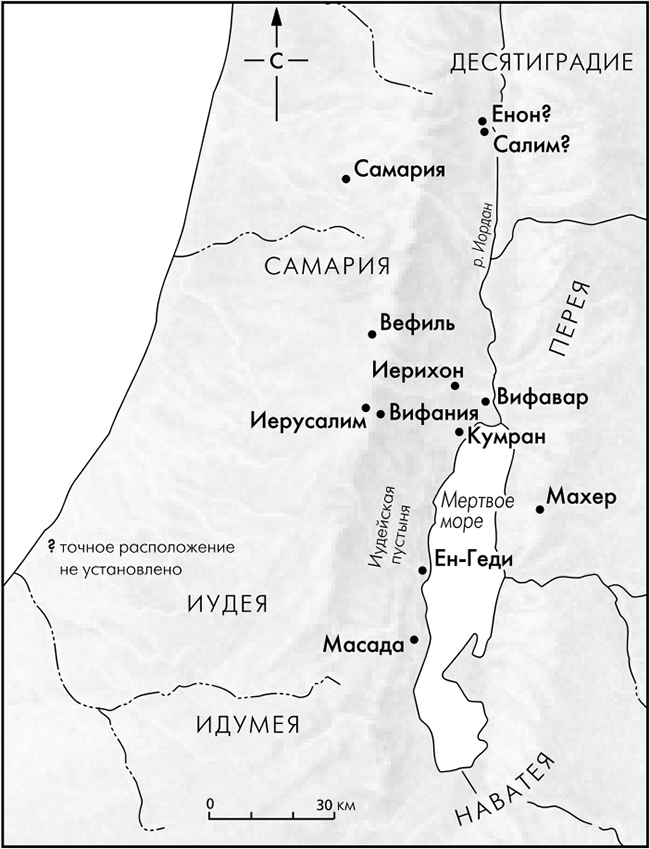 С
ДЕСЯТИГРАДИЕ
Енон?
Салим?
Самария
р. Иордан
САМАРИЯ
ПЕРЕЯ
Вефиль
Иерихон
Вифавар
Иерусалим
Вифания
Кумран
Мертвое
море
Махер
Иудейская
пустыня
? точное расположение
не установлено
Ен-Геди
ИУДЕЯ
Масада
ИДУМЕЯ
НАВАТЕЯ
0 30 км